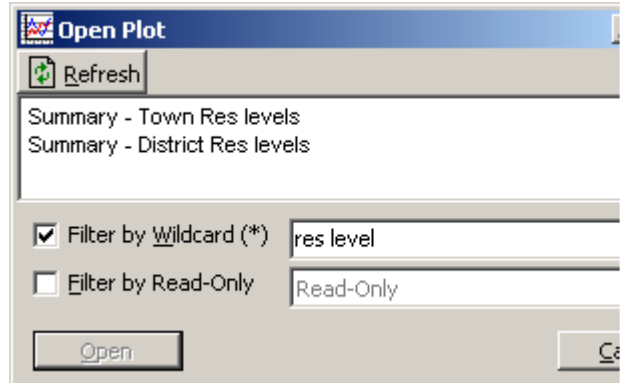 Open Plot
Refresh
Summary - Town Res levels
Summary - District Res levels
Filter by Wildcard (*)
res level
Filter by Read-Only
Read-Only
Open